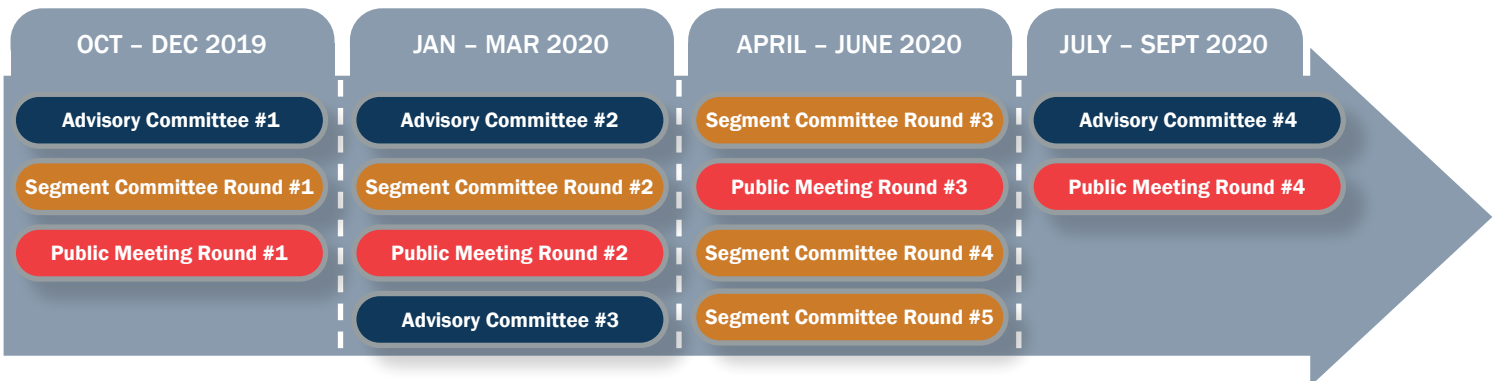 OCT – DEC 2019
Advisory Committee #1
Segment Committee Round #1
Public Meeting Round #1
JAN – MAR 2020
Advisory Committee #2
Segment Committee Round #2
Public Meeting Round #2
Advisory Committee #3
APRIL – JUNE 2020
Segment Committee Round #3
Public Meeting Round #3
Segment Committee Round #4
Segment Committee Round #5
JULY – SEPT 2020
Advisory Committee #4
Public Meeting Round #4